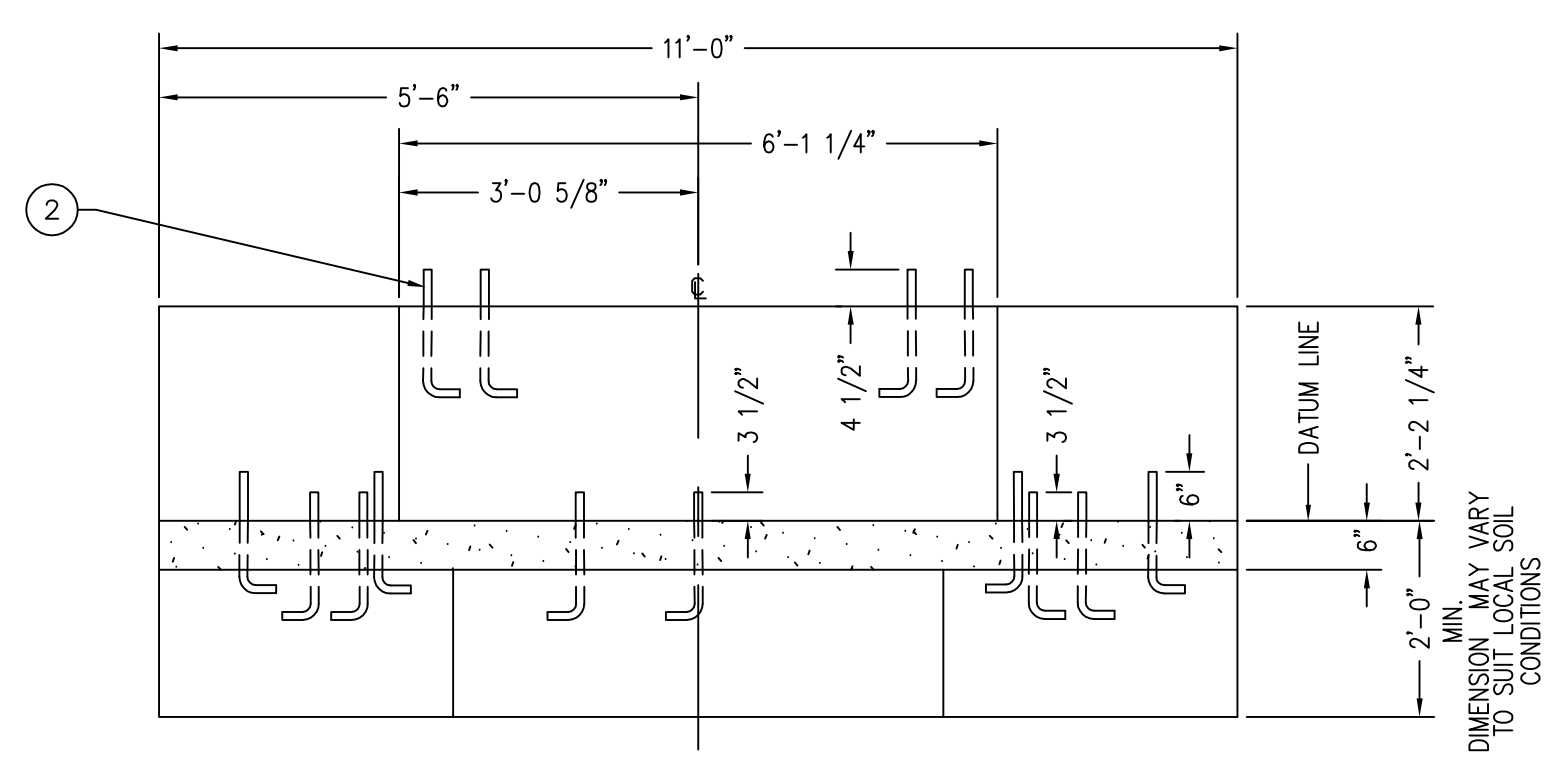 11'-0"
5'-6"
6'-1 1/4"
3'-0 5/8"
2
℄
4 1/2"
3 1/2"
3 1/2"
6"
DATUM LINE
2'-2 1/4"
6"
2'-0"
MIN.
DIMENSION MAY VARY
TO SUIT LOCAL SOIL
CONDITIONS